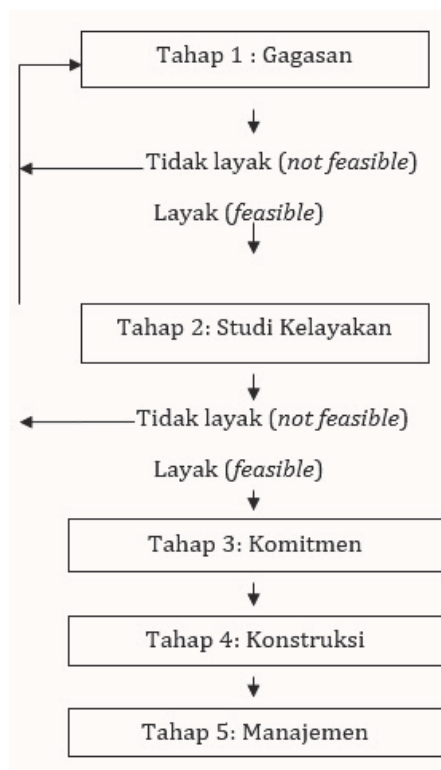 Tahap 1 : Gagasan
Tidak layak (not feasible)
Layak (feasible)
Tahap 2: Studi Kelayakan
Tidak layak (not feasible)
Layak (feasible)
Tahap 3: Komitmen
Tahap 4: Konstruksi
Tahap 5: Manajemen